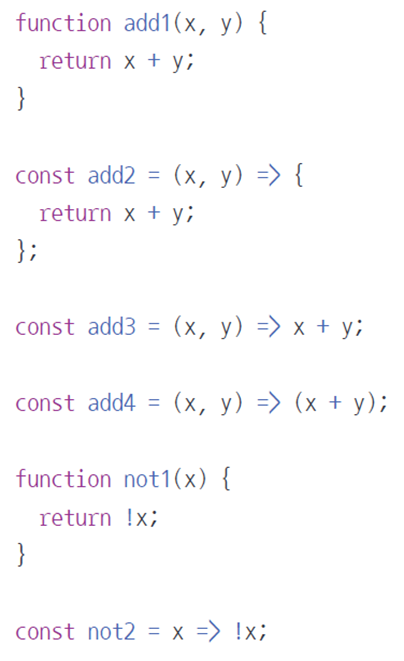 function add1(x, y) {
  return x + y;
}

const add2 = (x, y) => {
  return x + y;
};

const add3 = (x, y) => x + y;

const add4 = (x, y) => (x + y);

function not1(x) {
  return !x;
}

const not2 = x => !x;